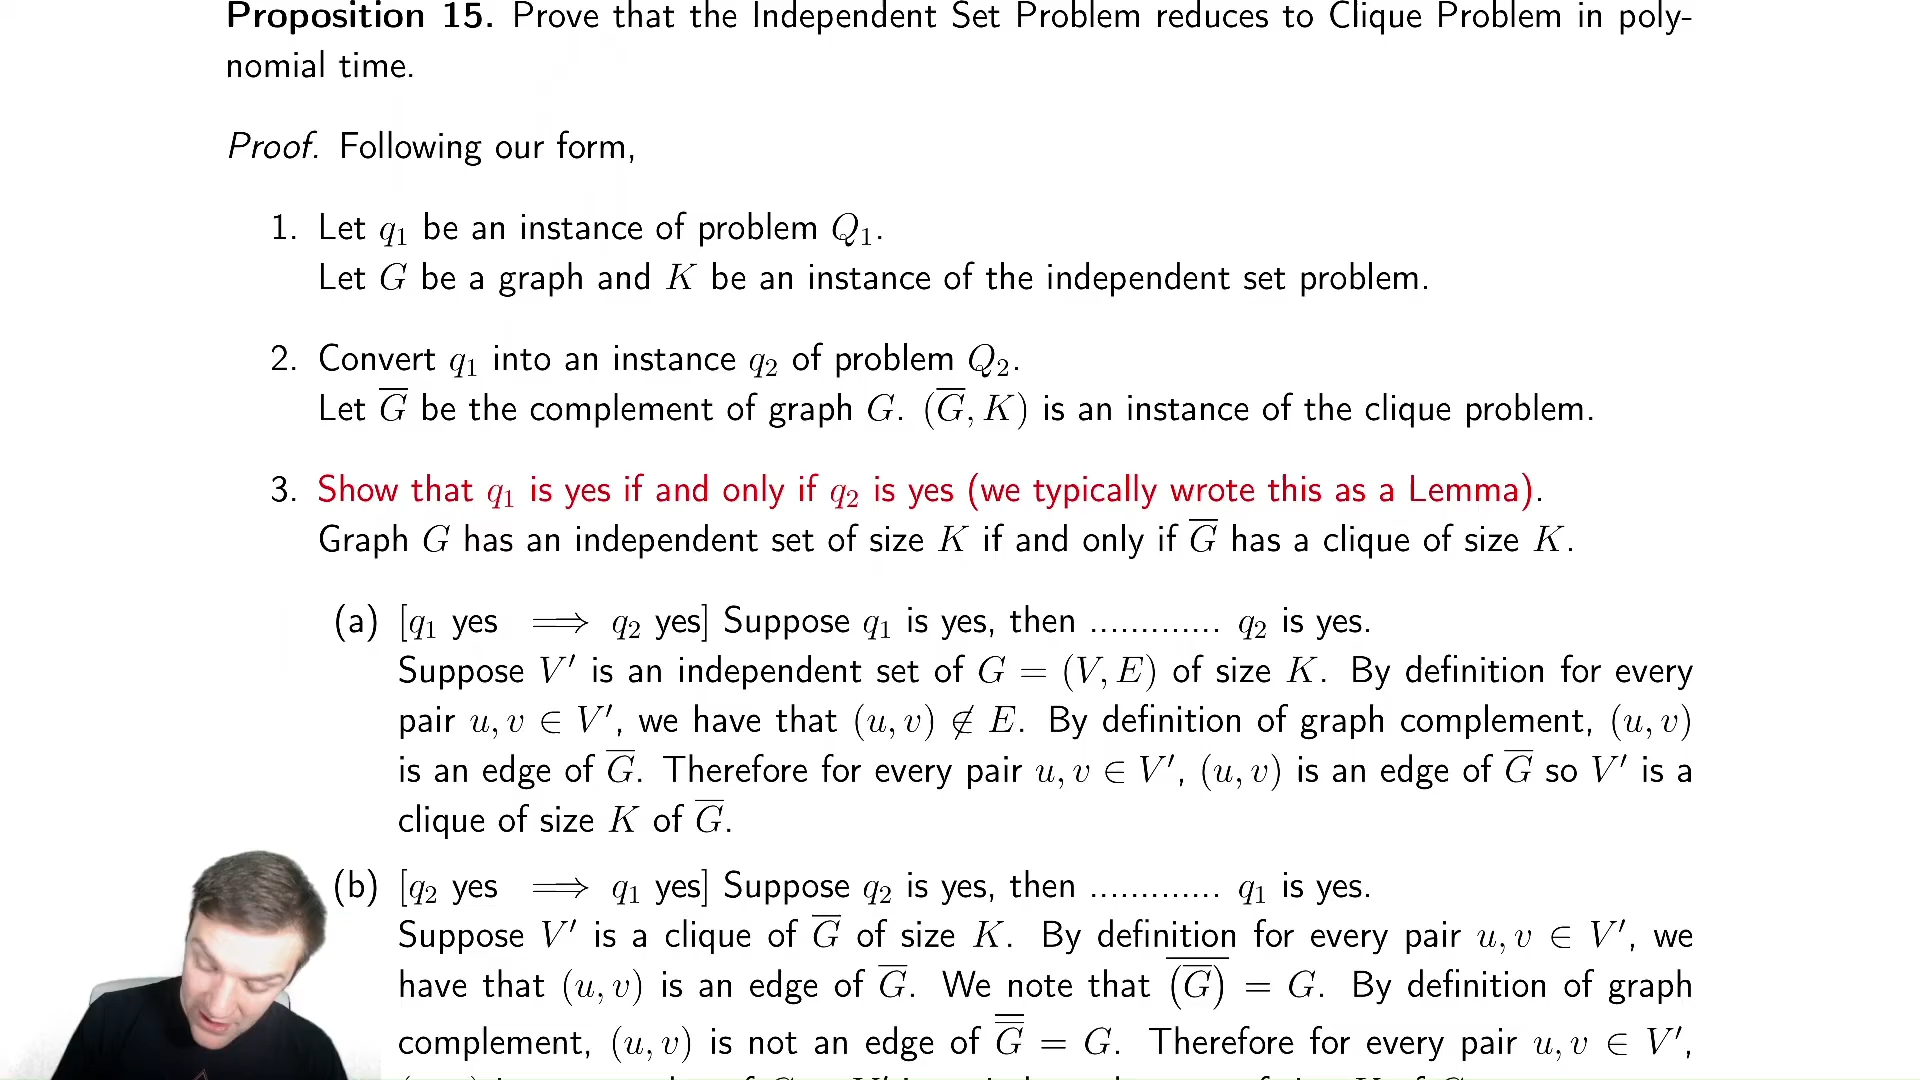 Proposition 15. Prove that the Independent Set Problem reduces to Clique Problem in poly-
nomial time.
Proof. Following our form,
1. Let q₁ be an instance of problem Q₁.
Let G be a graph and K be an instance of the independent set problem.
2. Convert q₁ into an instance q₂ of problem Q₂.
Let G̅ be the complement of graph G. (G̅, K) is an instance of the clique problem.
3. Show that q₁ is yes if and only if q₂ is yes (we typically wrote this as a Lemma).
Graph G has an independent set of size K if and only if G̅ has a clique of size K.
(a) [q₁ yes ⟹ q₂ yes] Suppose q₁ is yes, then ............. q₂ is yes.
Suppose V′ is an independent set of G = (V, E) of size K. By definition for every
pair u, v ∈ V′, we have that (u, v) ∉ E. By definition of graph complement, (u, v)
is an edge of G̅. Therefore for every pair u, v ∈ V′, (u, v) is an edge of G̅ so V′ is a
clique of size K of G̅.
(b) [q₂ yes ⟹ q₁ yes] Suppose q₂ is yes, then ............. q₁ is yes.
Suppose V′ is a clique of G̅ of size K. By definition for every pair u, v ∈ V′, we
have that (u, v) is an edge of G̅. We note that \overline{(G̅)} = G. By definition of graph
complement, (u, v) is not an edge of G̿ = G. Therefore for every pair u, v ∈ V′,